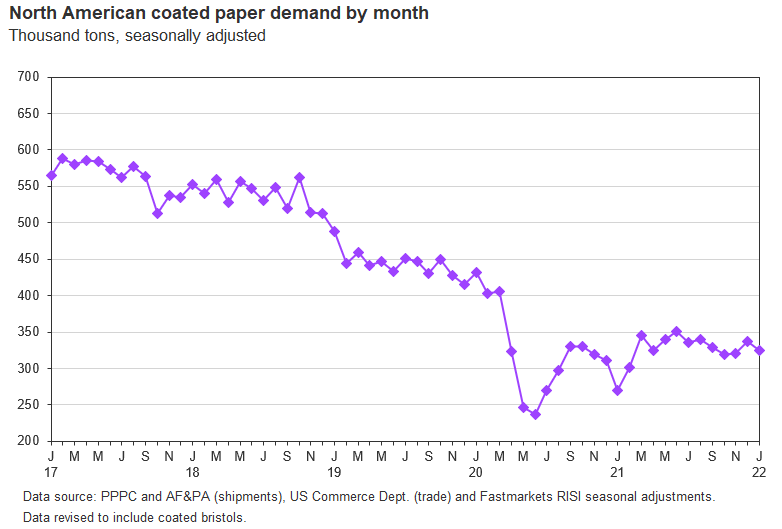 North American coated paper demand by month
Thousand tons, seasonally adjusted
700
650
600
550
500
450
400
350
300
250
200
J M M J S N J M M J S N J M M J S N J M M J S N J M M J S N J
17 18 19 20 21 22
Data source: PPPC and AF&PA (shipments), US Commerce Dept. (trade) and Fastmarkets RISI seasonal adjustments.
Data revised to include coated bristols.